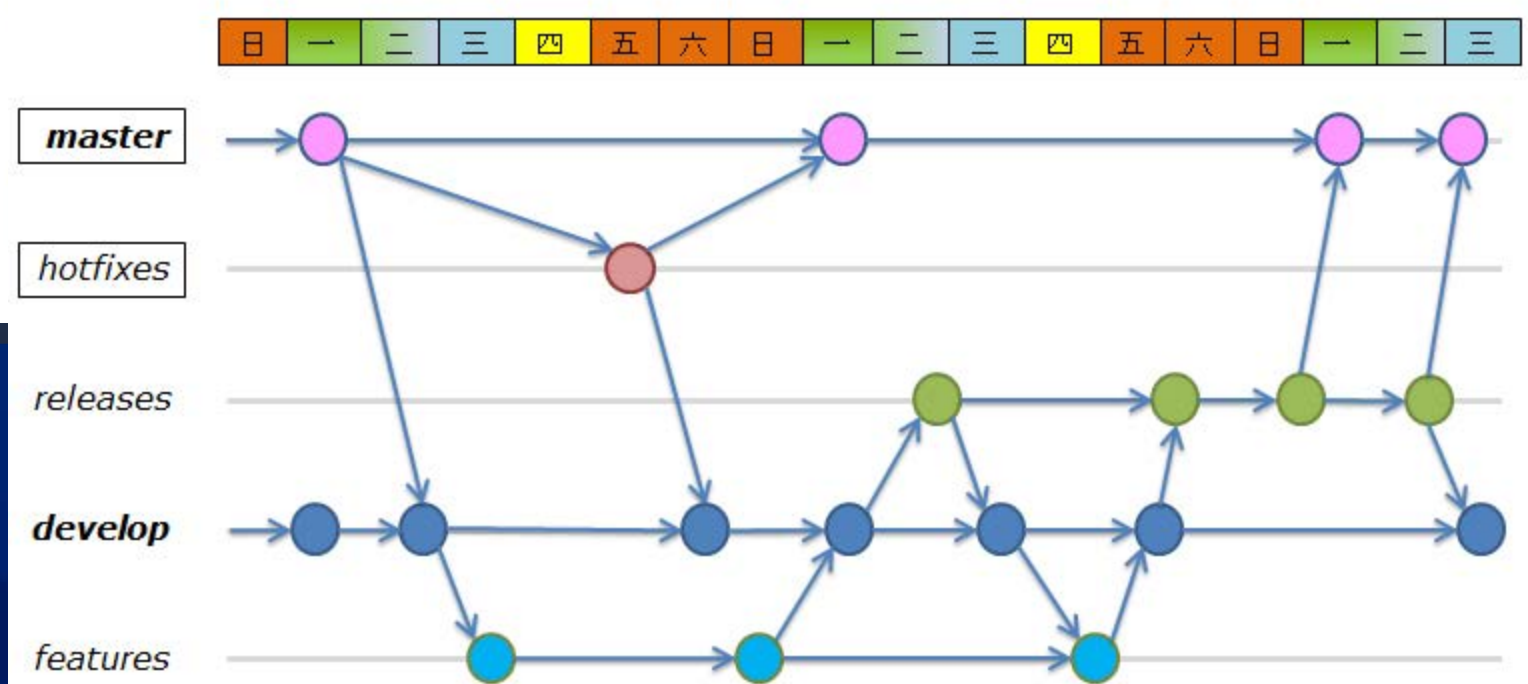 日 一 二 三 四 五 六 日 一 二 三 四 五 六 日 一 二 三
master
hotfixes
releases
develop
features